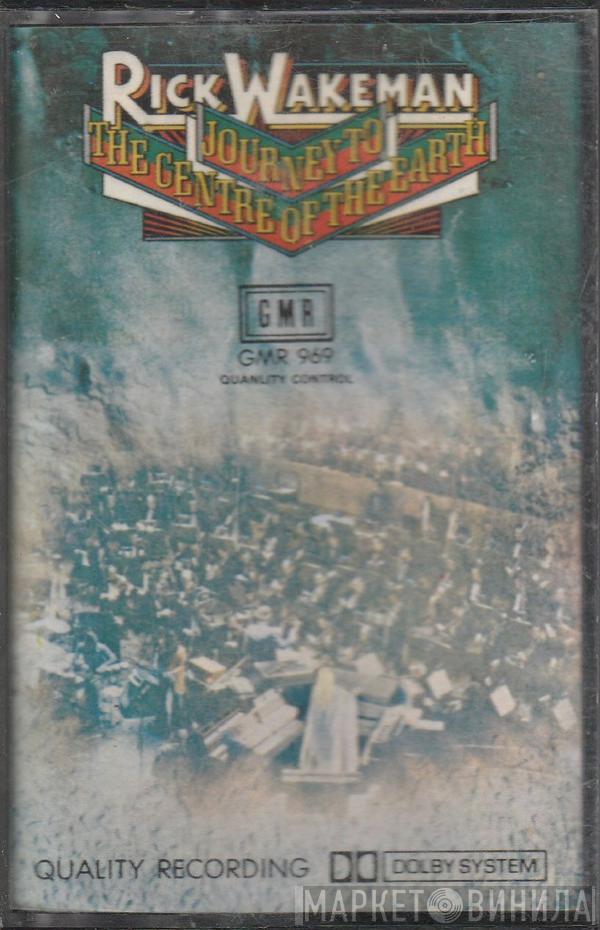 RICK WAKEMAN
JOURNEY TO
THE CENTRE OF THE EARTH
GMR
GMR 969
QUANLITY CONTROL
QUALITY RECORDING DOLBY SYSTEM
МАРКЕТ ВИНИЛА